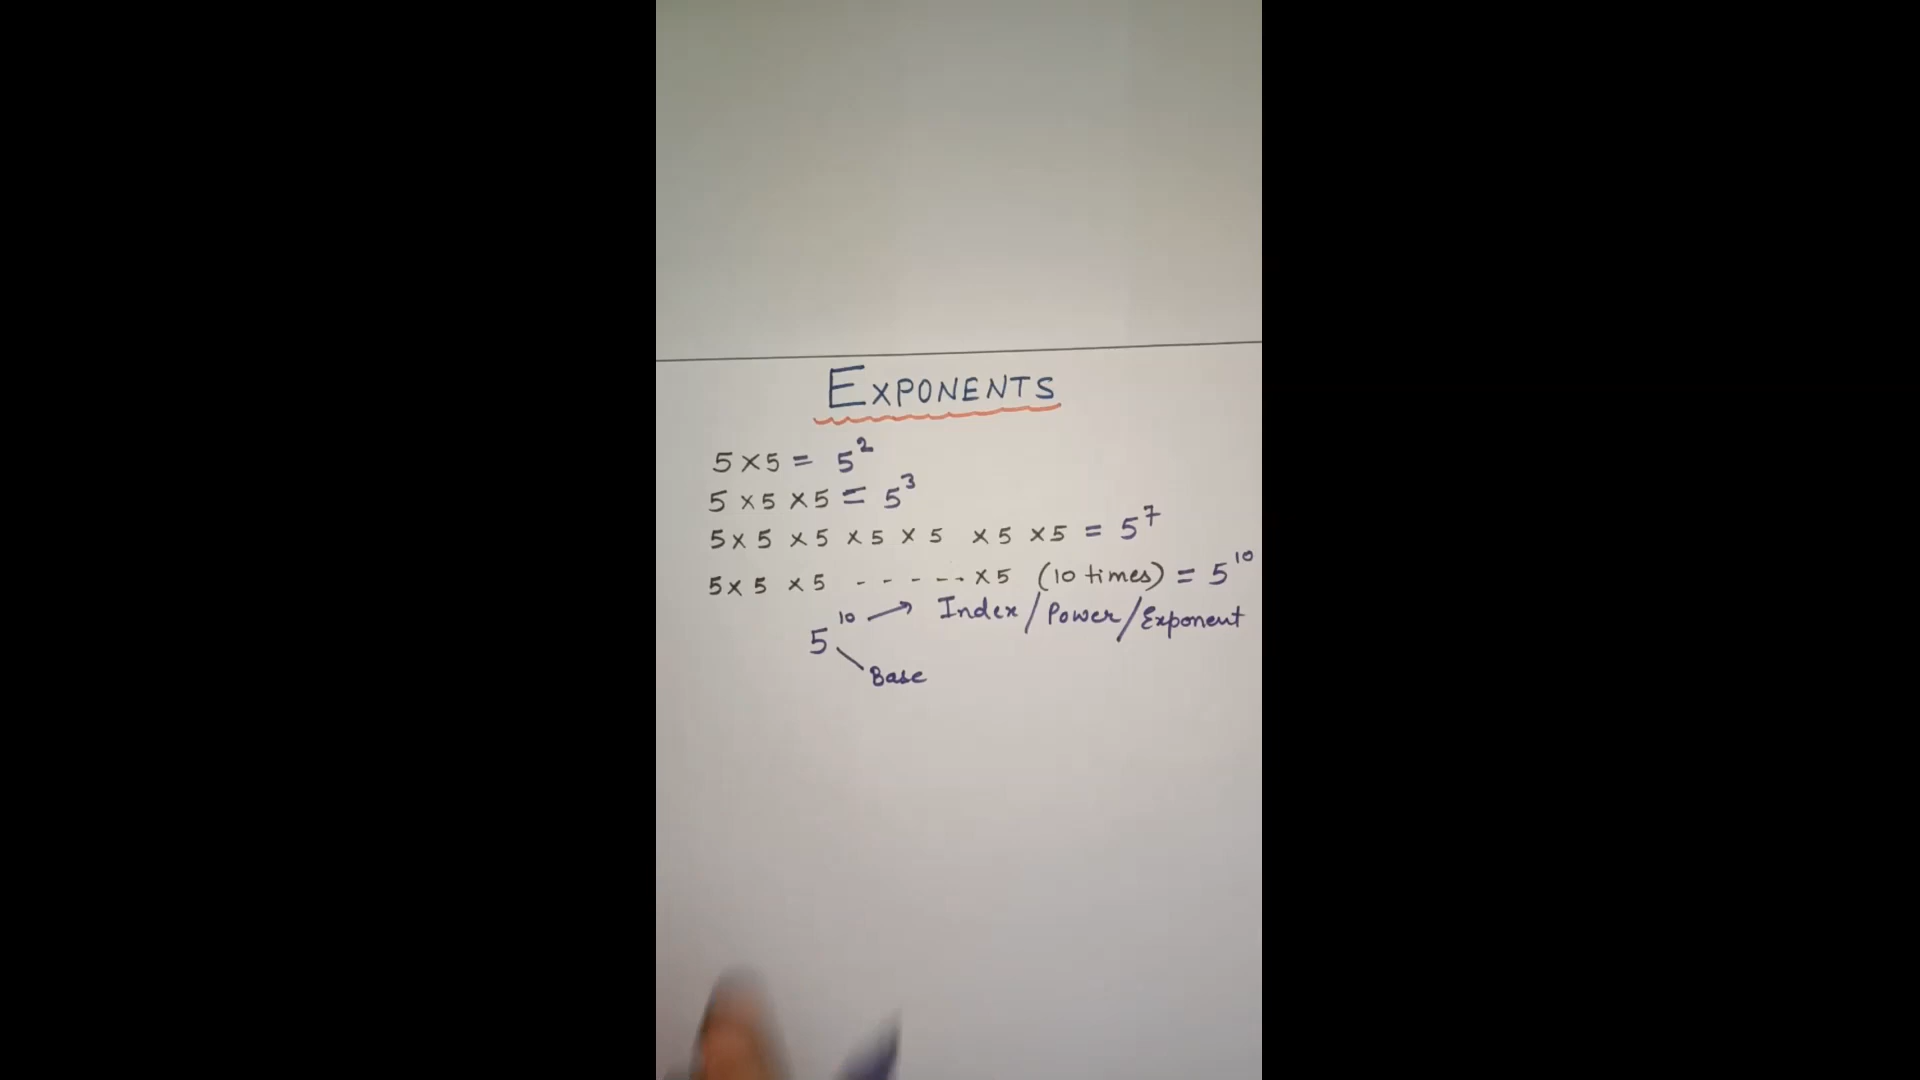 EXPONENTS
5 × 5 = 5²
5 × 5 × 5 = 5³
5 × 5 × 5 × 5 × 5 × 5 × 5 = 5⁷
5 × 5 × 5 - - - - - × 5 (10 times) = 5¹⁰
5¹⁰ → Index / Power / Exponent
Base